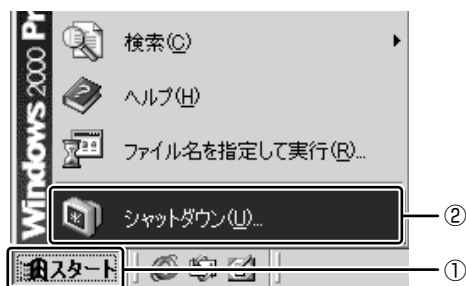 Windows 2000 Pr
検索(C)
ヘルプ(H)
ファイル名を指定して実行(R)...
シャットダウン(U)...
②
スタート
①